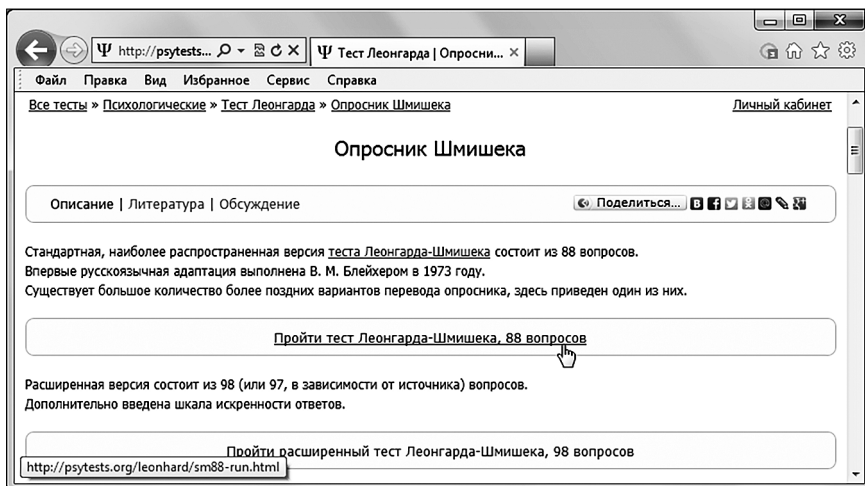 Ψ http://psytests... Ψ Тест Леонгарда | Опросни... ×
Файл Правка Вид Избранное Сервис Справка
Все тесты » Психологические » Тест Леонгарда » Опросник Шмишека Личный кабинет
Опросник Шмишека
Описание | Литература | Обсуждение Поделиться...
Стандартная, наиболее распространенная версия теста Леонгарда-Шмишека состоит из 88 вопросов.
Впервые русскоязычная адаптация выполнена В. М. Блейхером в 1973 году.
Существует большое количество более поздних вариантов перевода опросника, здесь приведен один из них.
Пройти тест Леонгарда-Шмишека, 88 вопросов
Расширенная версия состоит из 98 (или 97, в зависимости от источника) вопросов.
Дополнительно введена шкала искренности ответов.
Пройти расширенный тест Леонгарда-Шмишека, 98 вопросов
http://psytests.org/leonhard/sm88-run.html